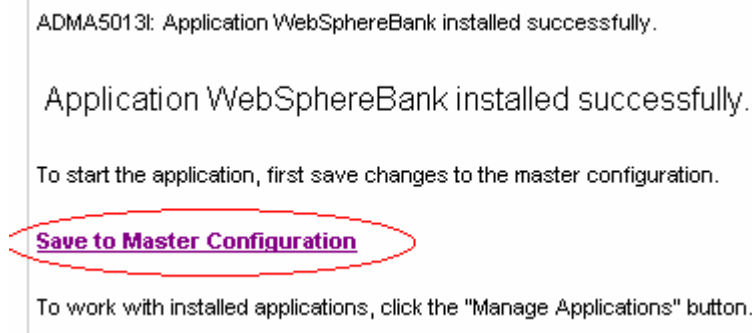 ADMA5013I: Application WebSphereBank installed successfully.
Application WebSphereBank installed successfully.
To start the application, first save changes to the master configuration.
Save to Master Configuration
To work with installed applications, click the "Manage Applications" button.